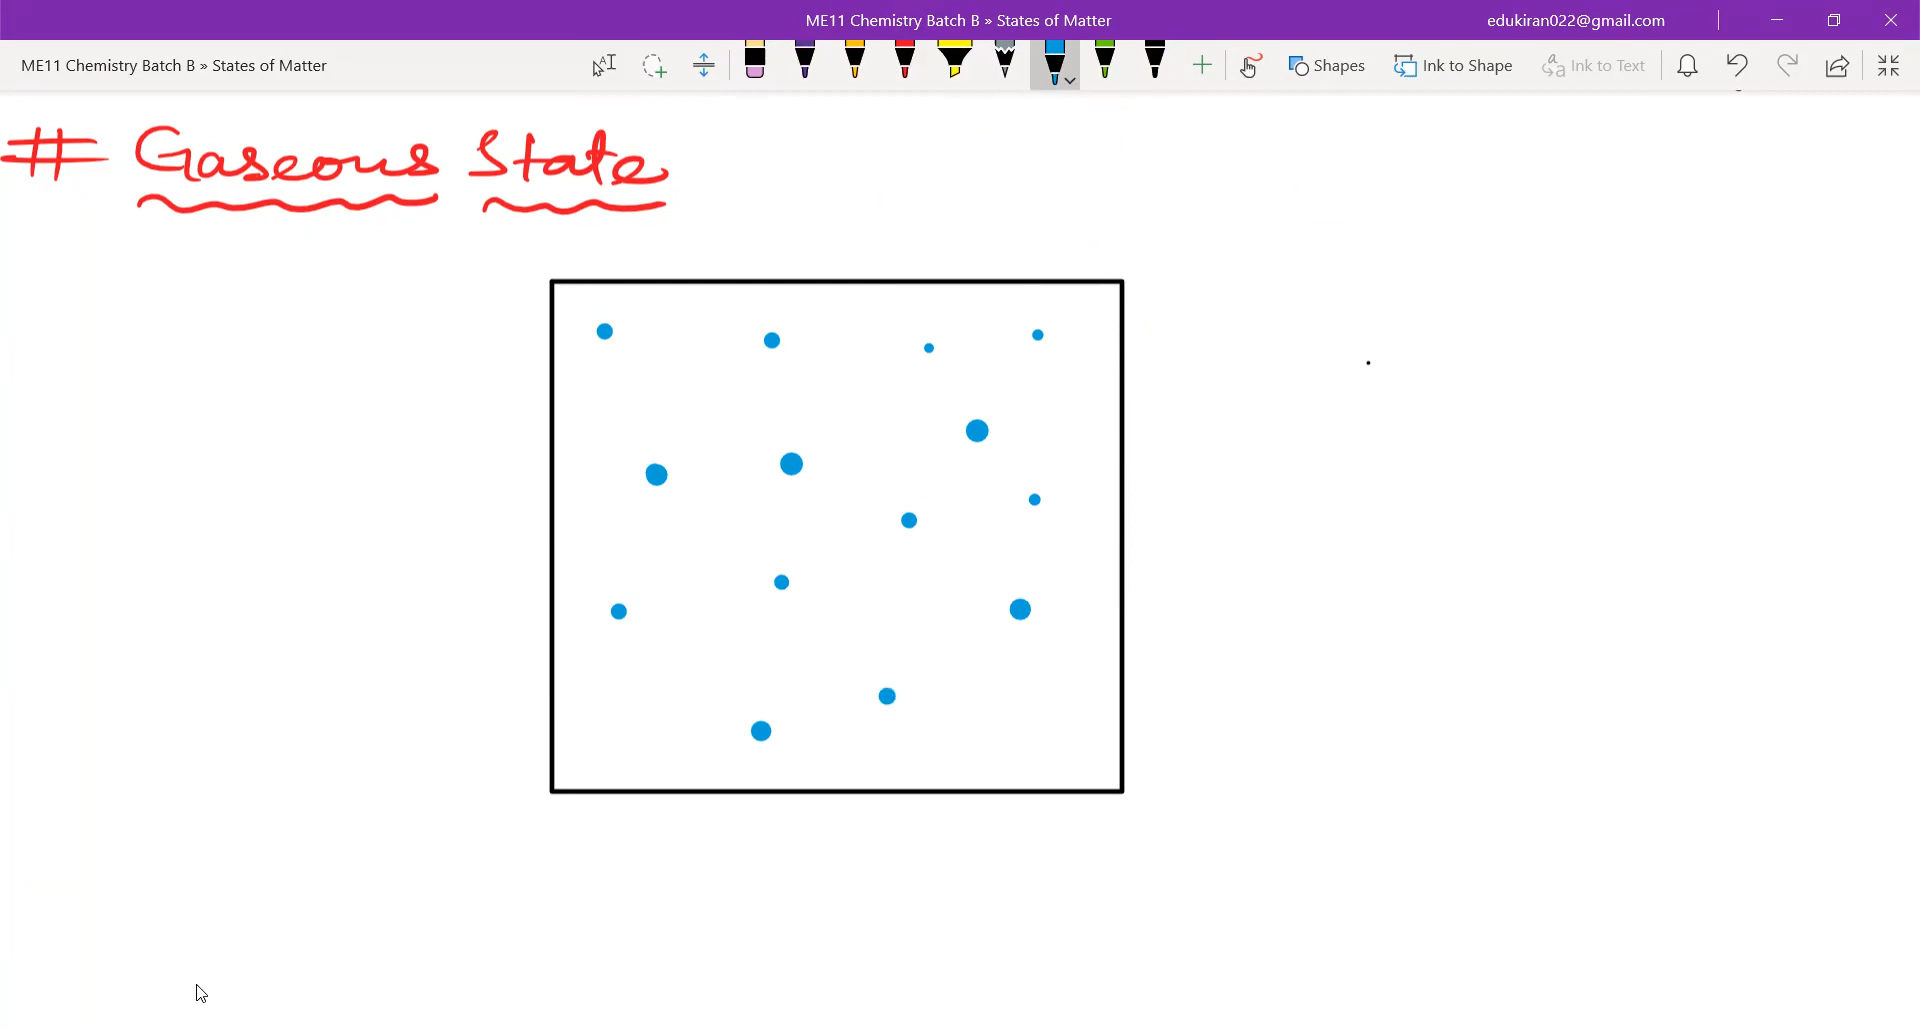 ME11 Chemistry Batch B » States of Matter
edukiran022@gmail.com
ME11 Chemistry Batch B » States of Matter
Shapes
Ink to Shape
Ink to Text
# Gaseous State